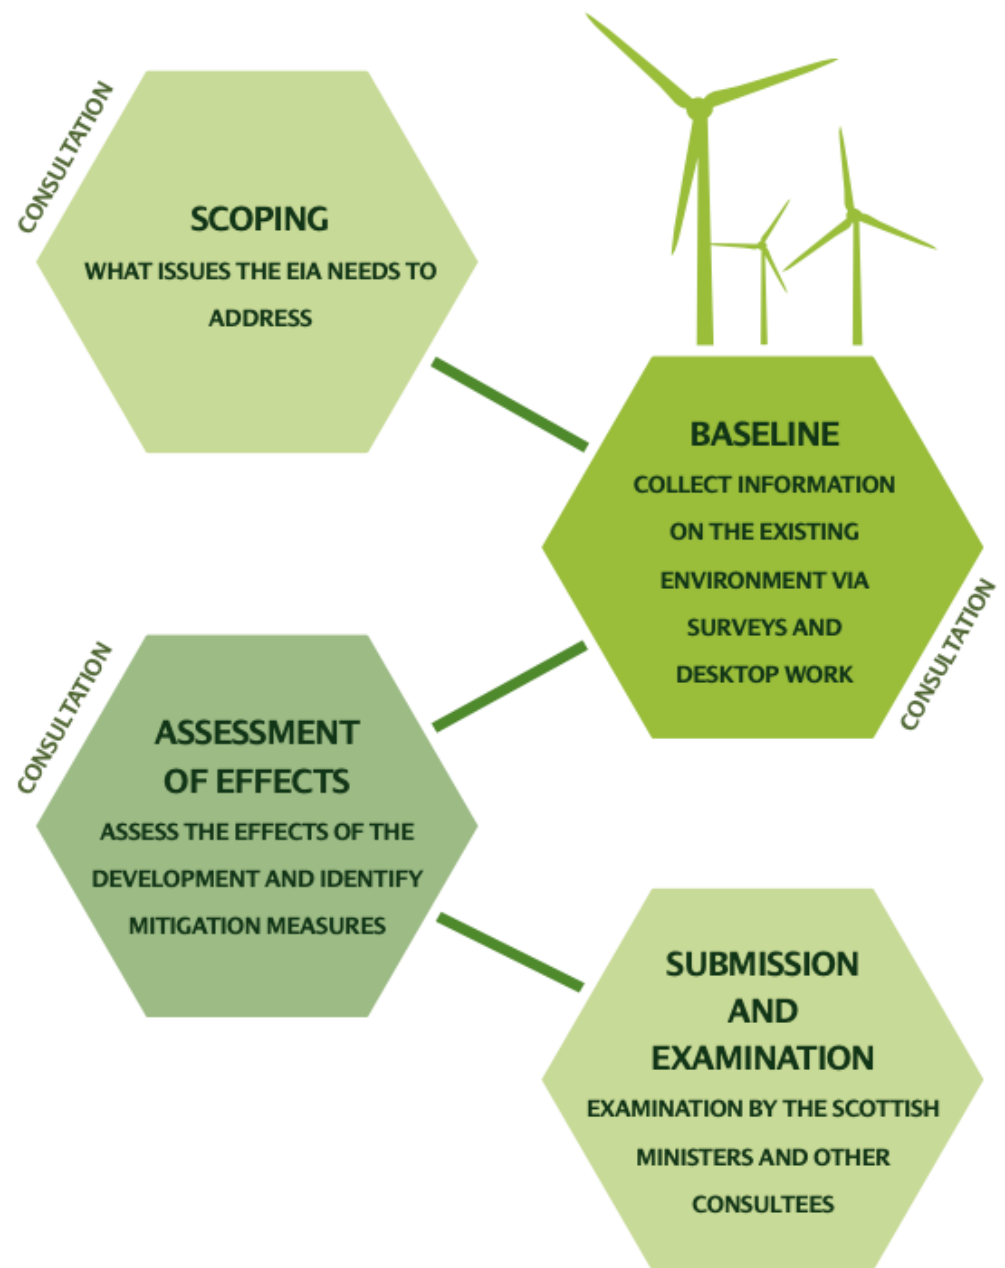 CONSULTATION
SCOPING
WHAT ISSUES THE EIA NEEDS TO
ADDRESS
BASELINE
COLLECT INFORMATION
ON THE EXISTING
ENVIRONMENT VIA
SURVEYS AND
DESKTOP WORK
CONSULTATION
CONSULTATION
ASSESSMENT
OF EFFECTS
ASSESS THE EFFECTS OF THE
DEVELOPMENT AND IDENTIFY
MITIGATION MEASURES
SUBMISSION
AND
EXAMINATION
EXAMINATION BY THE SCOTTISH
MINISTERS AND OTHER
CONSULTEES